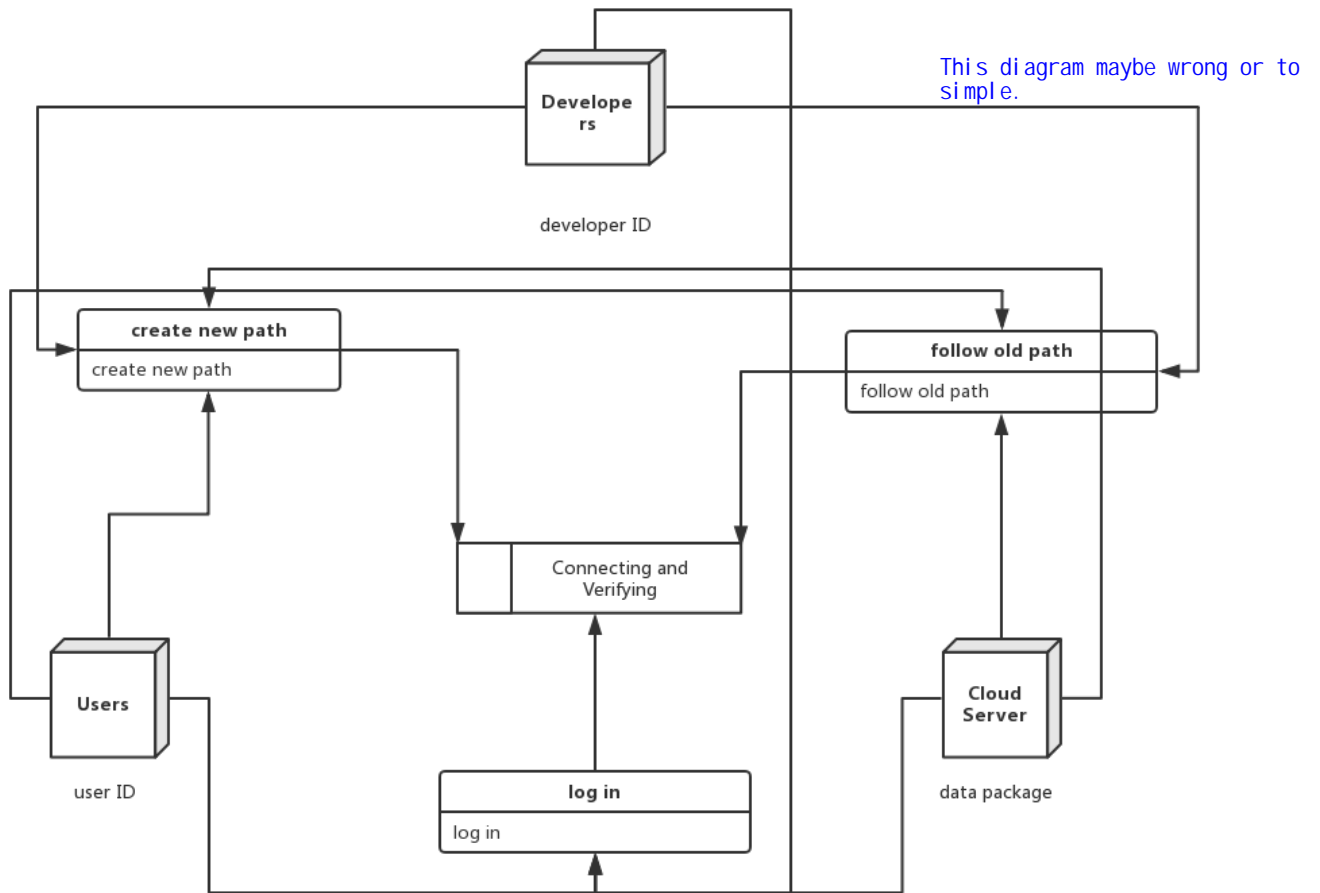 This diagram maybe wrong or to
simple.
Develope
rs
developer ID
create new path
create new path
follow old path
follow old path
Connecting and
Verifying
Users
user ID
Cloud
Server
data package
log in
log in